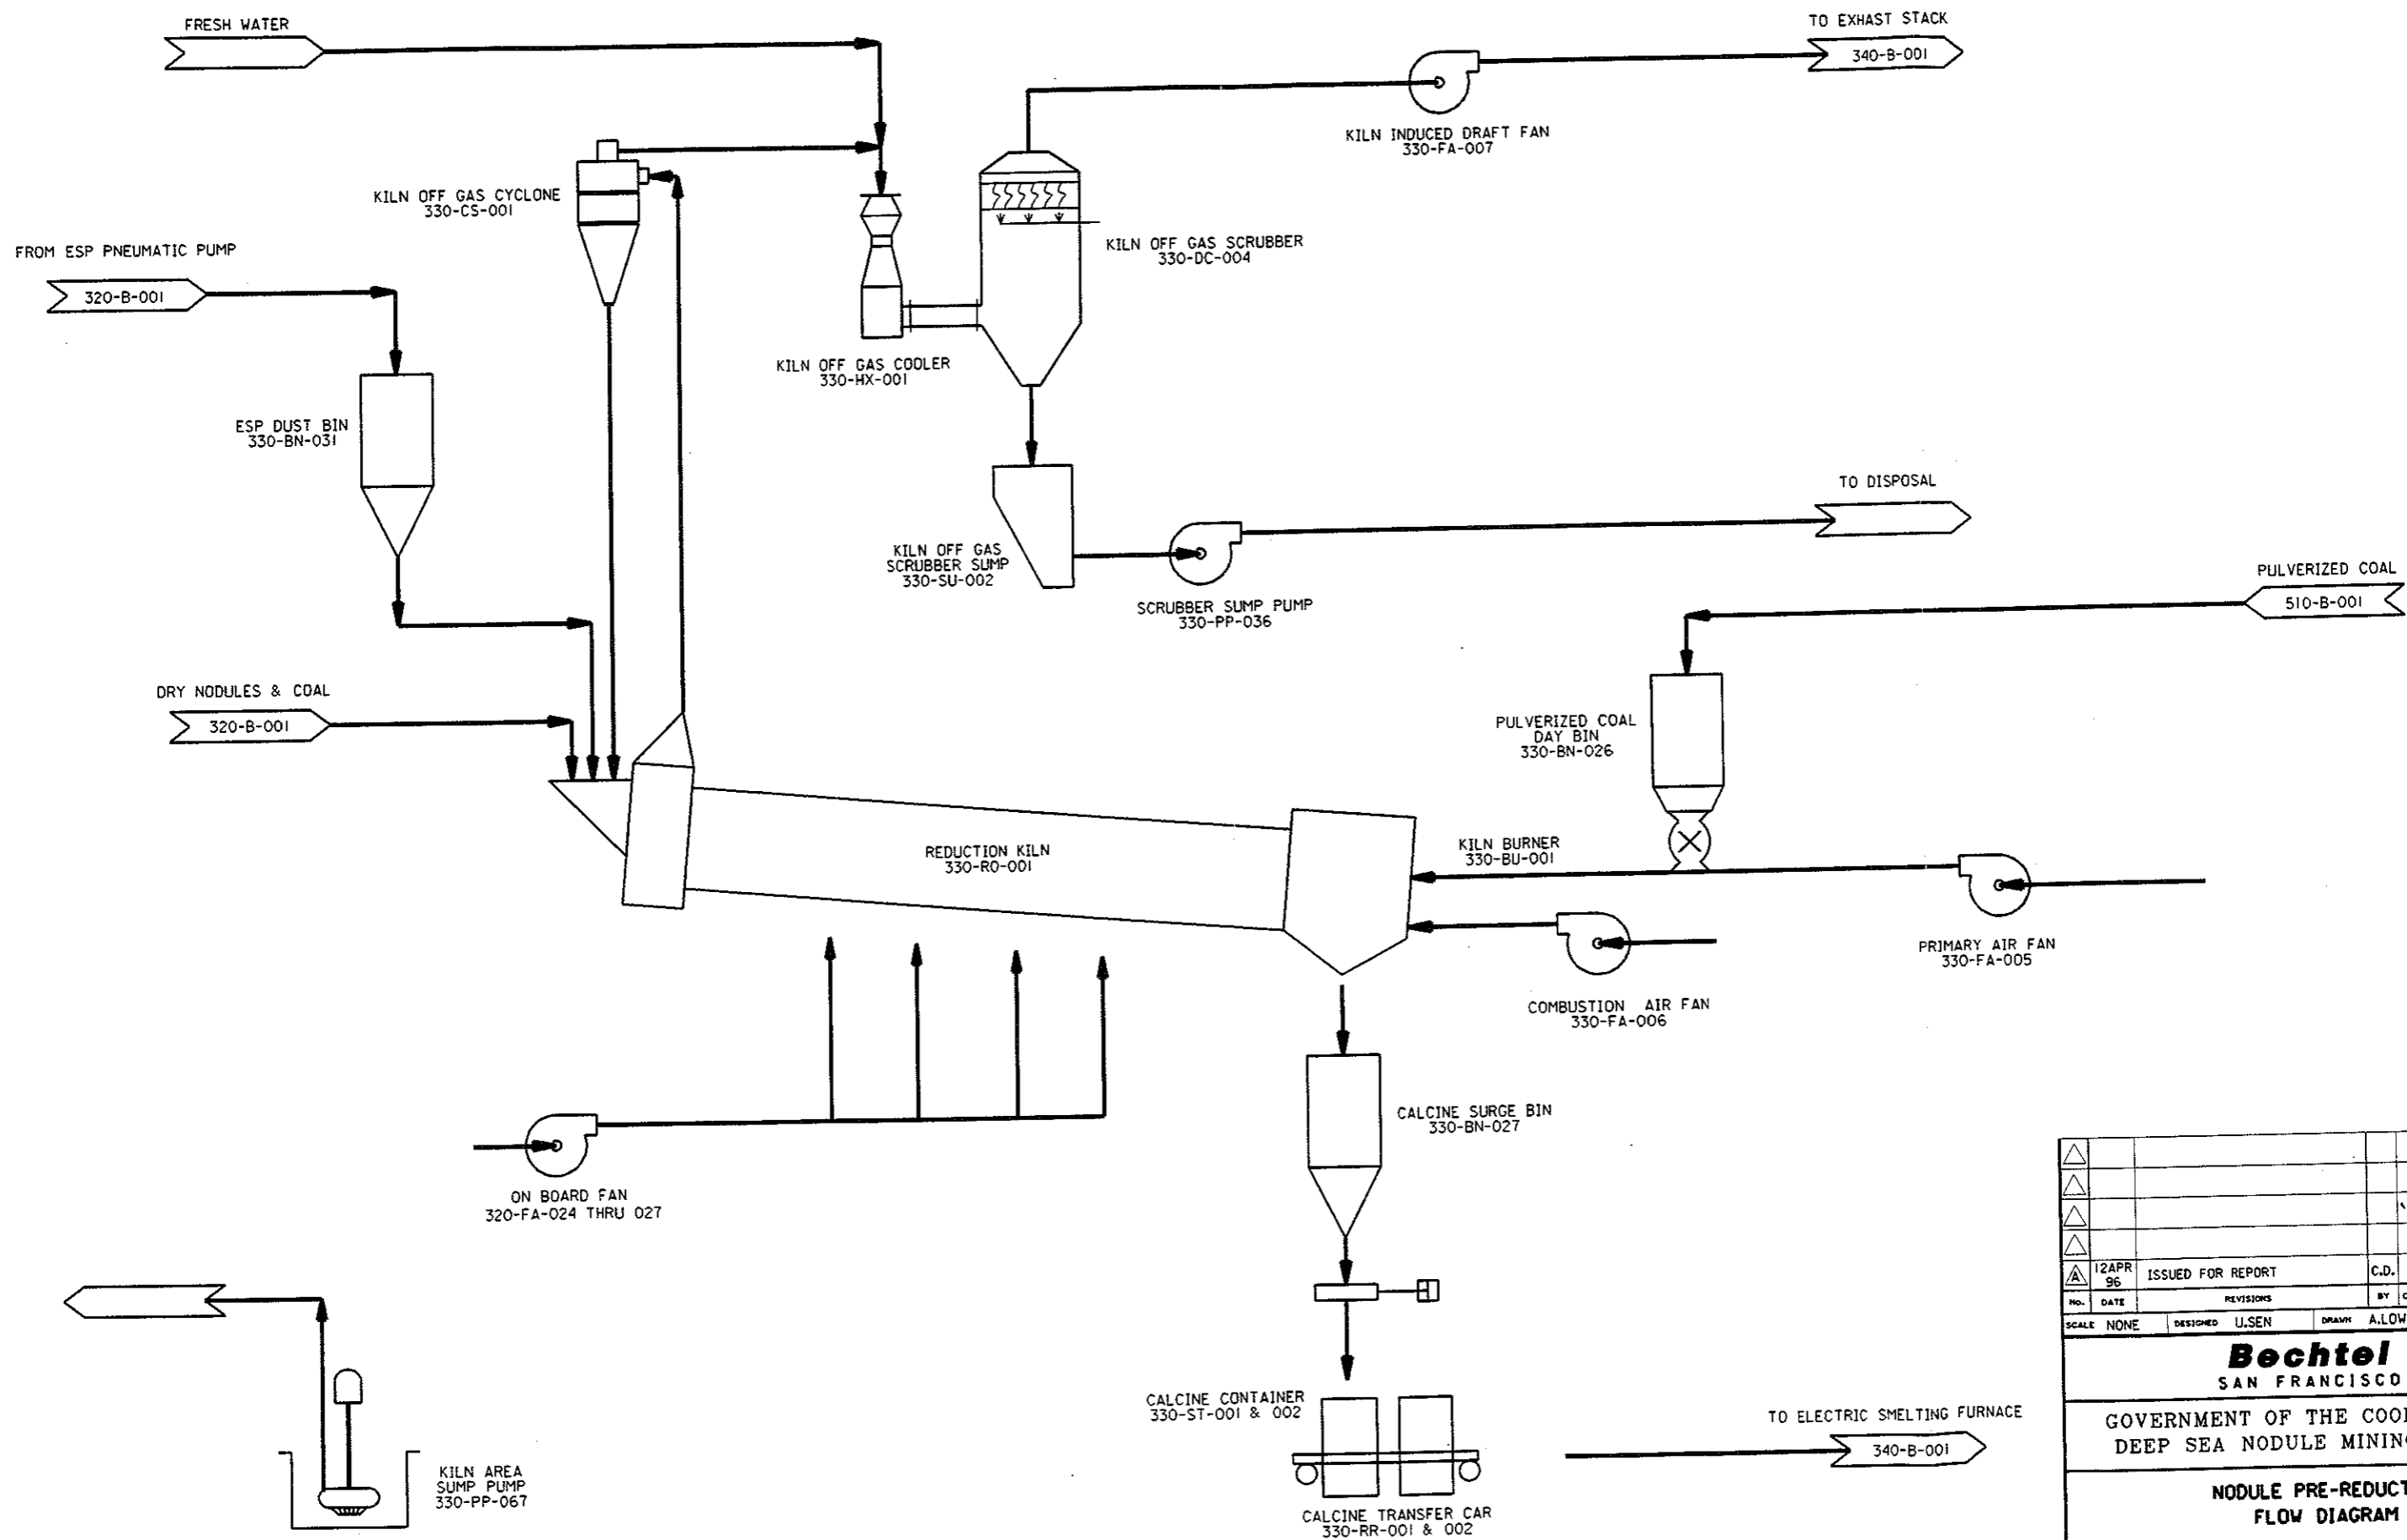 FRESH WATER
TO EXHAST STACK
340-B-001
KILN INDUCED DRAFT FAN
330-FA-007
KILN OFF GAS CYCLONE
330-CS-001
KILN OFF GAS SCRUBBER
330-DC-004
FROM ESP PNEUMATIC PUMP
320-B-001
KILN OFF GAS COOLER
330-HX-001
ESP DUST BIN
330-BN-031
TO DISPOSAL
KILN OFF GAS
SCRUBBER SUMP
330-SU-002
SCRUBBER SUMP PUMP
330-PP-036
PULVERIZED COAL
510-B-001
DRY NODULES & COAL
320-B-001
PULVERIZED COAL
DAY BIN
330-BN-026
REDUCTION KILN
330-RO-001
KILN BURNER
330-BU-001
PRIMARY AIR FAN
330-FA-005
COMBUSTION AIR FAN
330-FA-006
CALCINE SURGE BIN
330-BN-027
ON BOARD FAN
320-FA-024 THRU 027
CALCINE CONTAINER
330-ST-001 & 002
TO ELECTRIC SMELTING FURNACE
340-B-001
KILN AREA
SUMP PUMP
330-PP-067
CALCINE TRANSFER CAR
330-RR-001 & 002
A 12APR 96 ISSUED FOR REPORT C.D.
No. DATE REVISIONS BY
SCALE NONE DESIGNED U.SEN DRAWN A.LOW
Bechtel
SAN FRANCISCO
GOVERNMENT OF THE COO
DEEP SEA NODULE MINING
NODULE PRE-REDUCT
FLOW DIAGRAM